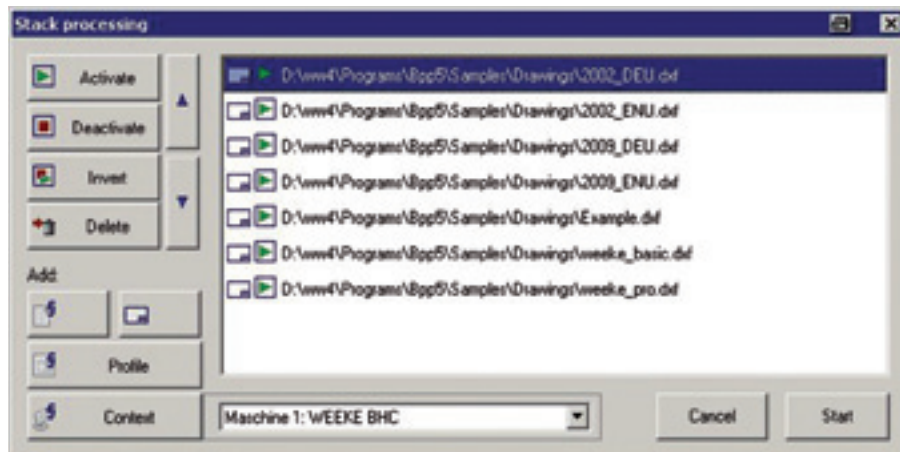 Stack processing
Activate
Deactivate
Invert
Delete
Add:
Profile
Context
D:\ww4\Programs\Bpp5\Samples\Drawings\2002_DEU.dxf
D:\ww4\Programs\Bpp5\Samples\Drawings\2002_ENU.dxf
D:\ww4\Programs\Bpp5\Samples\Drawings\2009_DEU.dxf
D:\ww4\Programs\Bpp5\Samples\Drawings\2009_ENU.dxf
D:\ww4\Programs\Bpp5\Samples\Drawings\Example.dxf
D:\ww4\Programs\Bpp5\Samples\Drawings\weeke_basic.dxf
D:\ww4\Programs\Bpp5\Samples\Drawings\weeke_pro.dxf
Maschine 1: WEEKE BHC
Cancel
Start